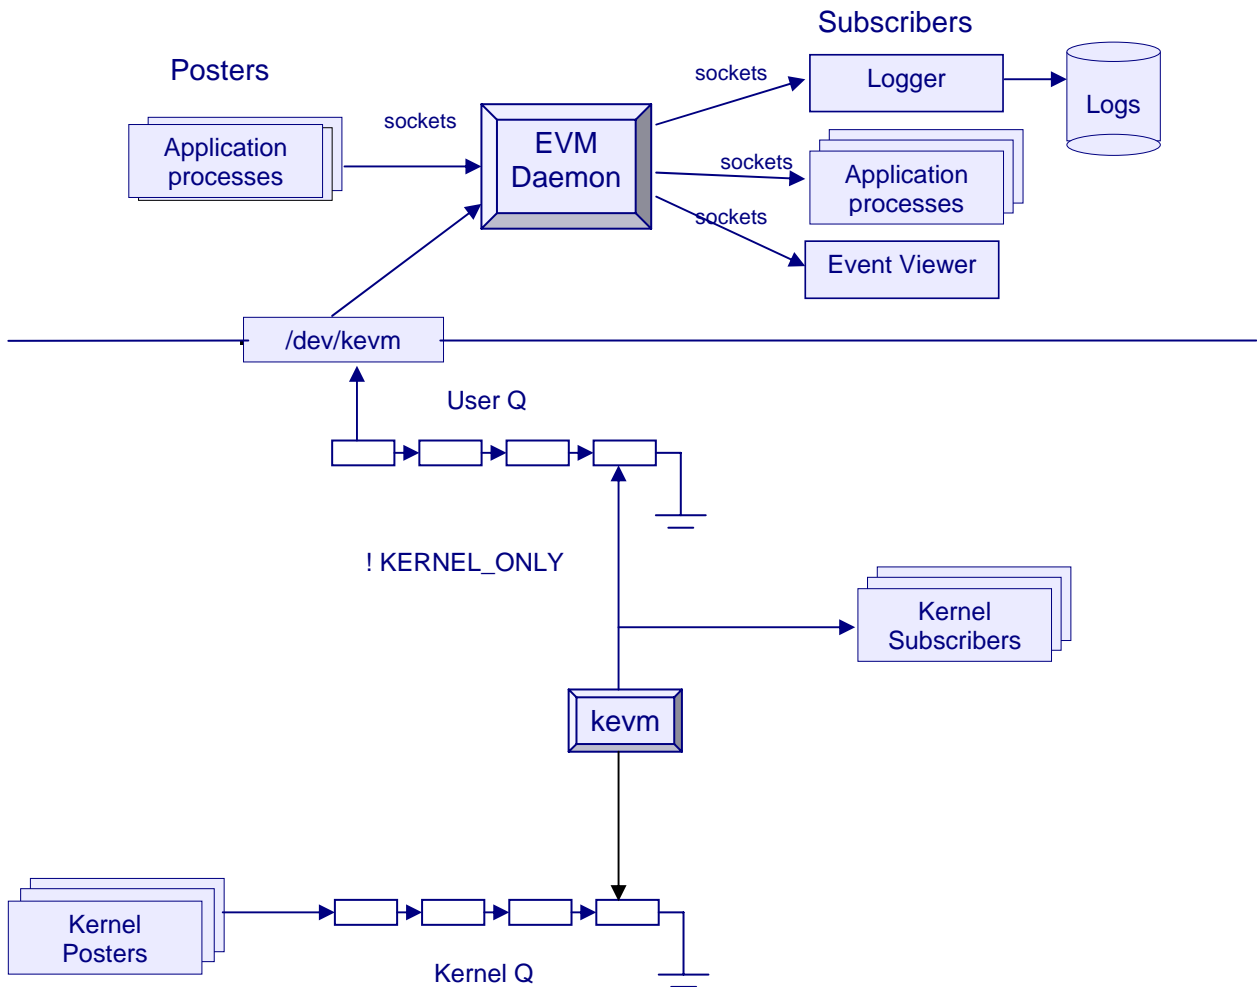 Subscribers
Posters
sockets
Logger
Logs
sockets
Application
processes
EVM
Daemon
sockets
Application
processes
sockets
Event Viewer
/dev/kevm
User Q
! KERNEL_ONLY
Kernel
Subscribers
kevm
Kernel
Posters
Kernel Q